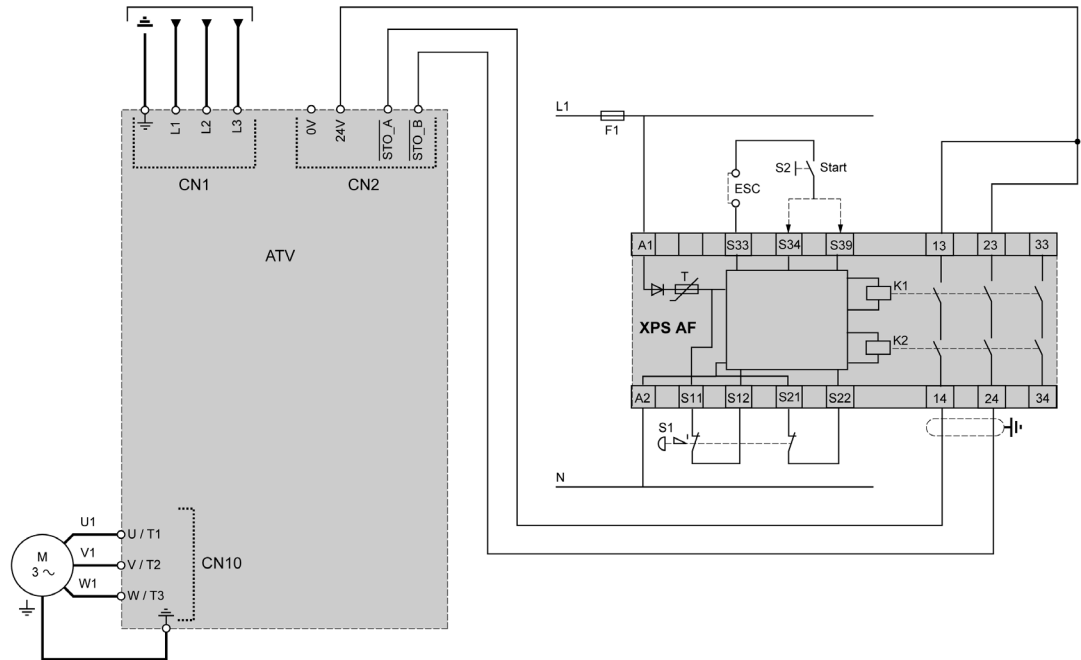 L1
L2
L3
0V
24V
STO_A
STO_B
CN1
CN2
ATV
L1
F1
S2
Start
ESC
A1
S33
S34
S39
13
23
33
T
K1
XPS AF
K2
A2
S11
S12
S21
S22
14
24
34
S1
N
U1
U / T1
M
3 ~
V1
V / T2
CN10
W1
W / T3